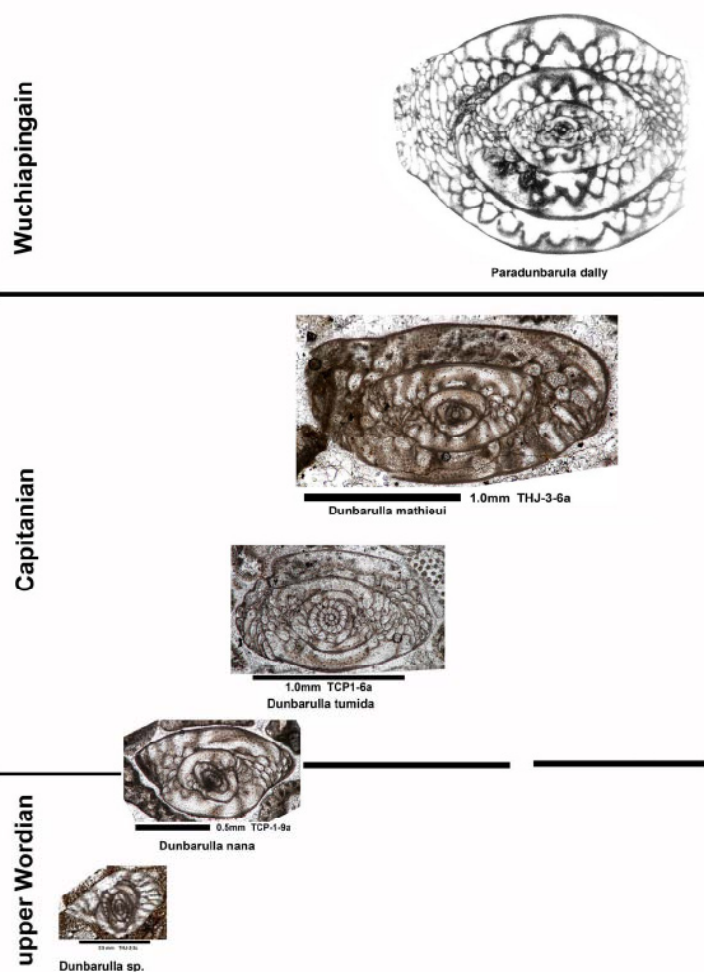 Wuchiapingain
Paradunbarula dally
Capitanian
1.0mm THJ-3-6a
Dunbarulla mathieui
1.0mm TCP1-6a
Dunbarulla tumida
0.5mm TCP-1-9a
Dunbarulla nana
upper Wordian
Dunbarulla sp.